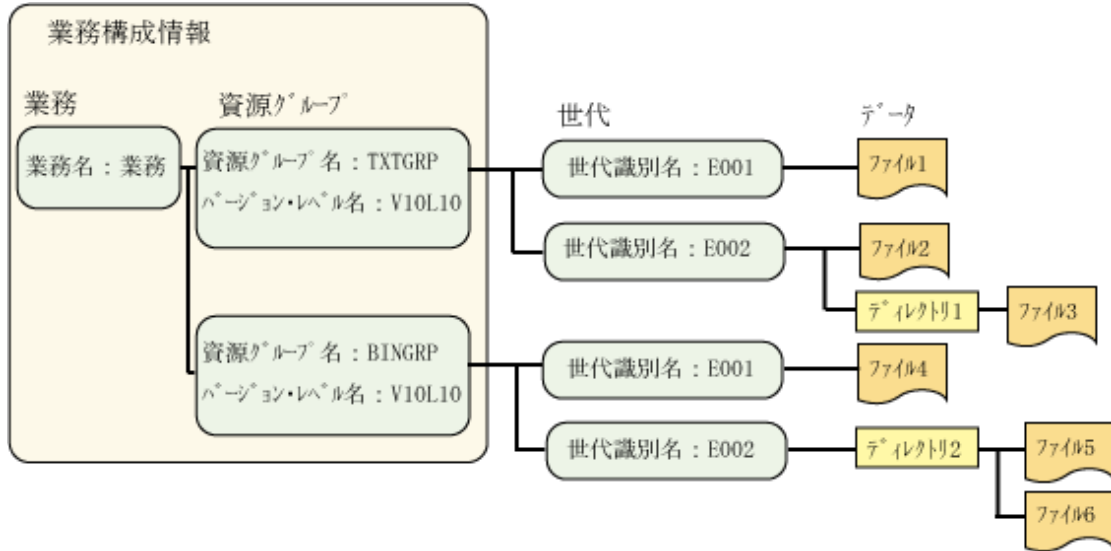 業務構成情報
業務
資源ｸﾞﾙｰﾌﾟ
世代
ﾃﾞｰﾀ
業務名：業務
資源ｸﾞﾙｰﾌﾟ名：TXTGRP
ﾊﾞｰｼﾞｮﾝ・ﾚﾍﾞﾙ名：V10L10
世代識別名：E001
ﾌｧｲﾙ1
世代識別名：E002
ﾌｧｲﾙ2
ﾃﾞｨﾚｸﾄﾘ1
ﾌｧｲﾙ3
資源ｸﾞﾙｰﾌﾟ名：BINGRP
ﾊﾞｰｼﾞｮﾝ・ﾚﾍﾞﾙ名：V10L10
世代識別名：E001
ﾌｧｲﾙ4
世代識別名：E002
ﾃﾞｨﾚｸﾄﾘ2
ﾌｧｲﾙ5
ﾌｧｲﾙ6